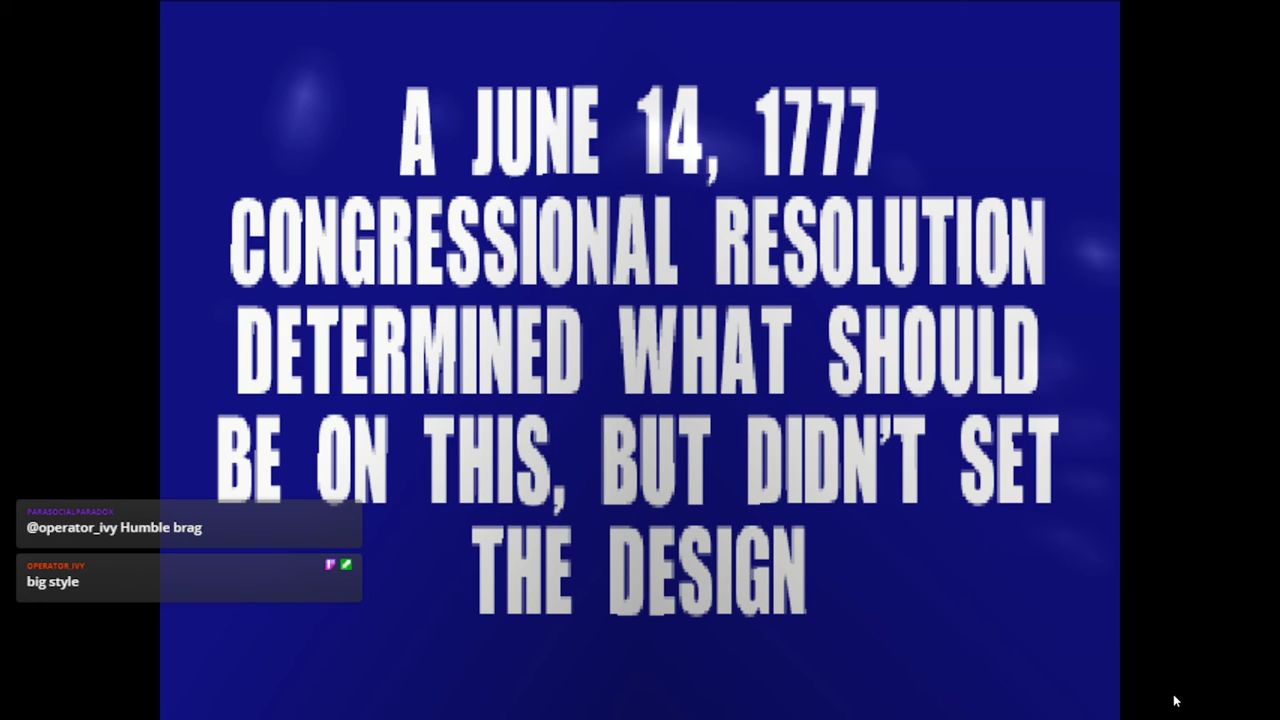 A JUNE 14, 1777
CONGRESSIONAL RESOLUTION
DETERMINED WHAT SHOULD
BE ON THIS, BUT DIDN'T SET
THE DESIGN
PARASOCIALPARADOX
@operator_ivy Humble brag
OPERATOR_IVY
big style